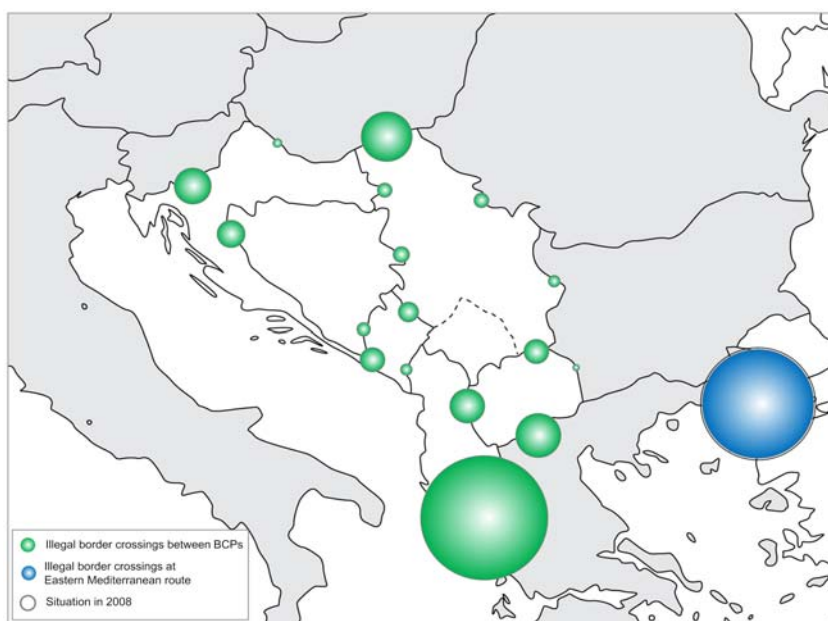 Illegal border crossings between BCPs
Illegal border crossings at
Eastern Mediterranean route
Situation in 2008